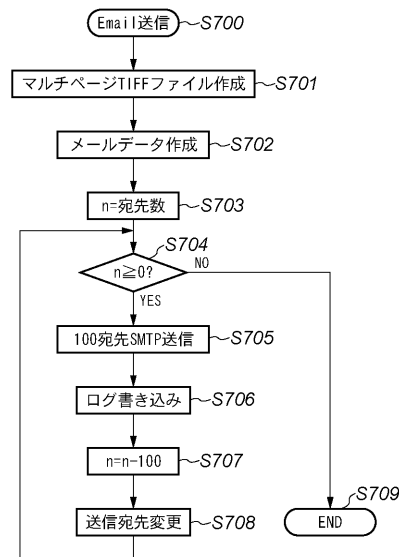 Email送信 S700
マルチページTIFFファイル作成 S701
メールデータ作成 S702
n=宛先数 S703
S704
n≧0?
NO
YES
100宛先SMTP送信 S705
ログ書き込み S706
n=n-100 S707
S709
送信宛先変更 S708
END